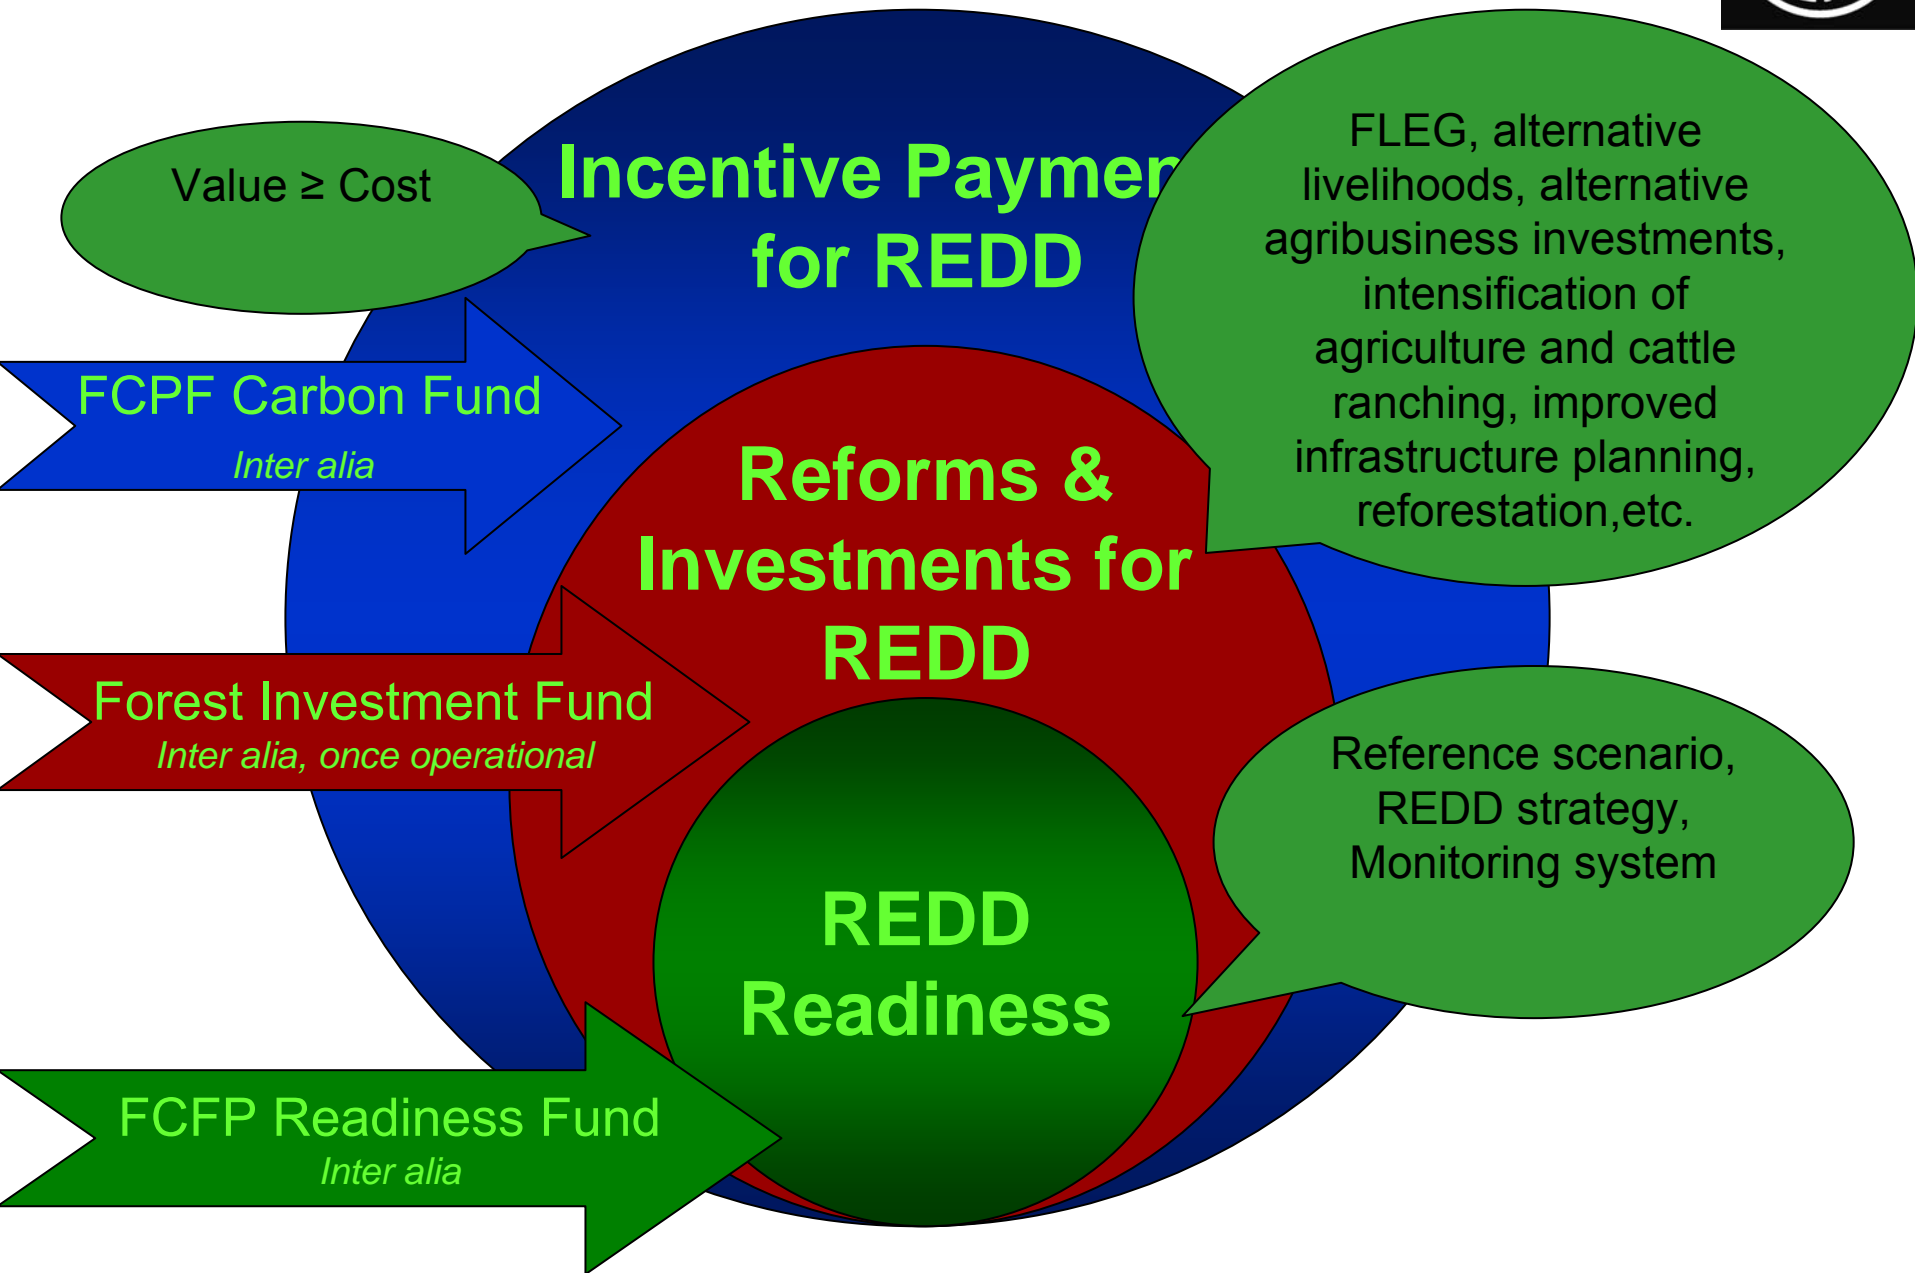 Value ≥ Cost
Incentive Paymen
for REDD
FLEG, alternative
livelihoods, alternative
agribusiness investments,
intensification of
agriculture and cattle
ranching, improved
infrastructure planning,
reforestation,etc.
FCPF Carbon Fund
Inter alia
Reforms &
Investments for
REDD
Forest Investment Fund
Inter alia, once operational
Reference scenario,
REDD strategy,
Monitoring system
REDD
Readiness
FCFP Readiness Fund
Inter alia